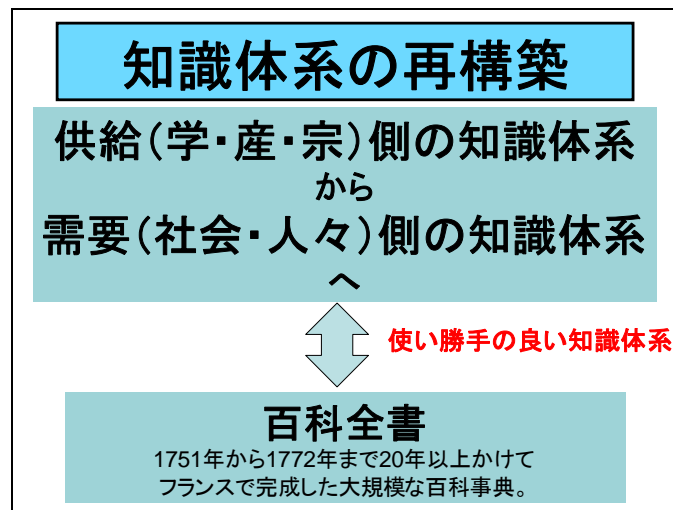 知識体系の再構築
供給(学・産・宗)側の知識体系
から
需要(社会・人々)側の知識体系
へ
使い勝手の良い知識体系
百科全書
1751年から1772年まで20年以上かけて
フランスで完成した大規模な百科事典。